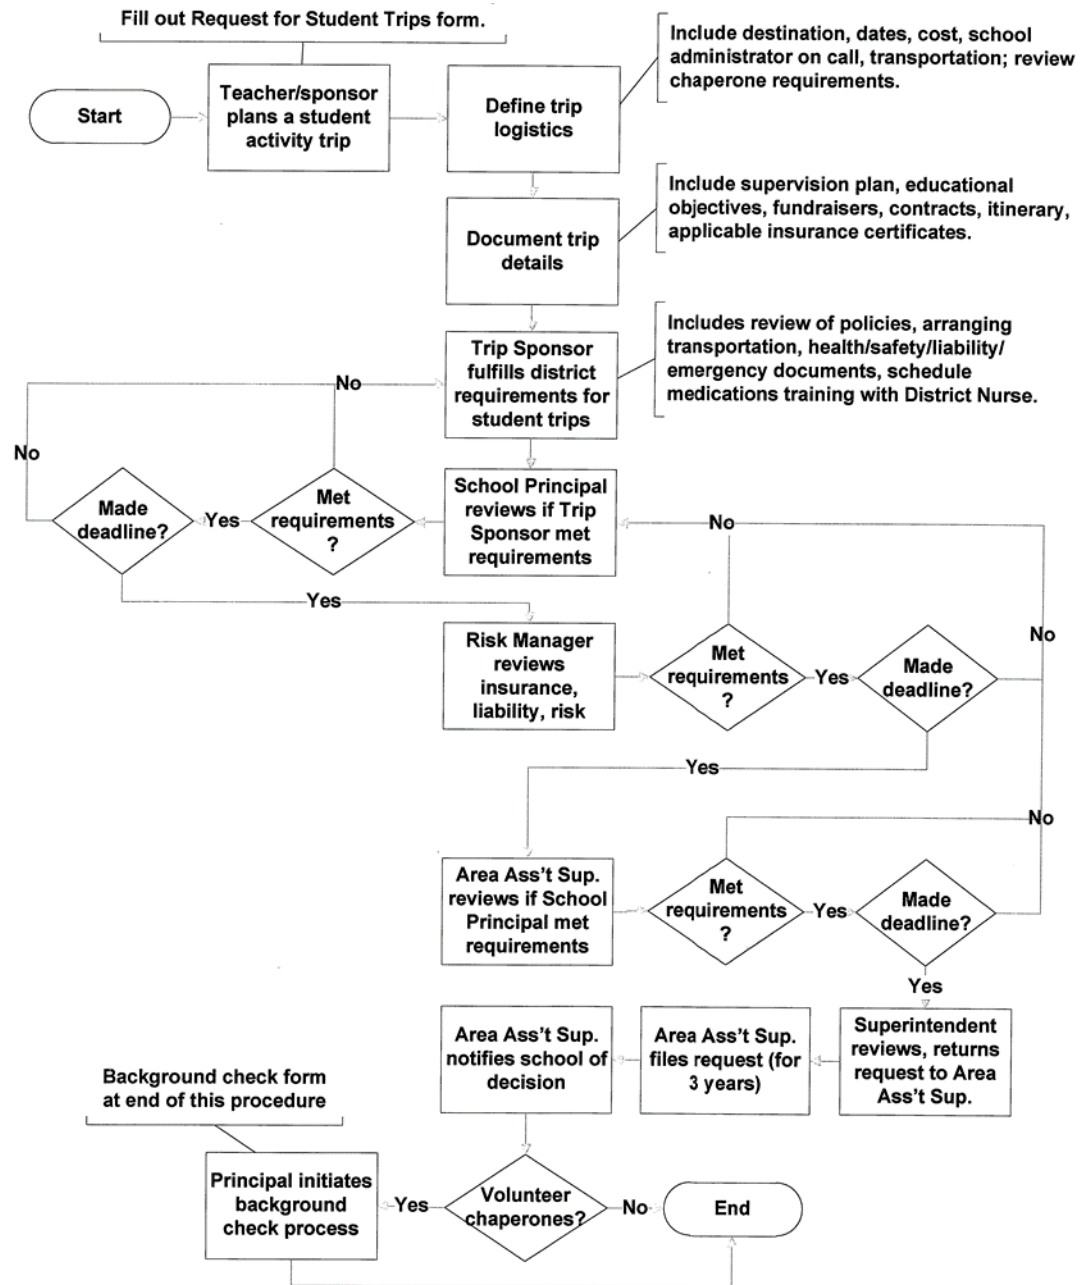 Fill out Request for Student Trips form.
Include destination, dates, cost, school
administrator on call, transportation; review
chaperone requirements.
Start
Teacher/sponsor
plans a student
activity trip
Define trip
logistics
Include supervision plan, educational
objectives, fundraisers, contracts, itinerary,
applicable insurance certificates.
Document trip
details
Includes review of policies, arranging
transportation, health/safety/liability/
emergency documents, schedule
medications training with District Nurse.
Trip Sponsor
fulfills district
requirements for
student trips
No
No
Made
deadline?
Yes
Met
requirements
?
School Principal
reviews if Trip
Sponsor met
requirements
No
Yes
Risk Manager
reviews
insurance,
liability, risk
Met
requirements
?
Yes
Made
deadline?
No
Yes
No
Area Ass't Sup.
reviews if School
Principal met
requirements
Met
requirements
?
Yes
Made
deadline?
Yes
Superintendent
reviews, returns
request to Area
Ass't Sup.
Area Ass't Sup.
files request (for
3 years)
Area Ass't Sup.
notifies school of
decision
Background check form
at end of this procedure
Principal initiates
background
check process
Yes
Volunteer
chaperones?
No
End